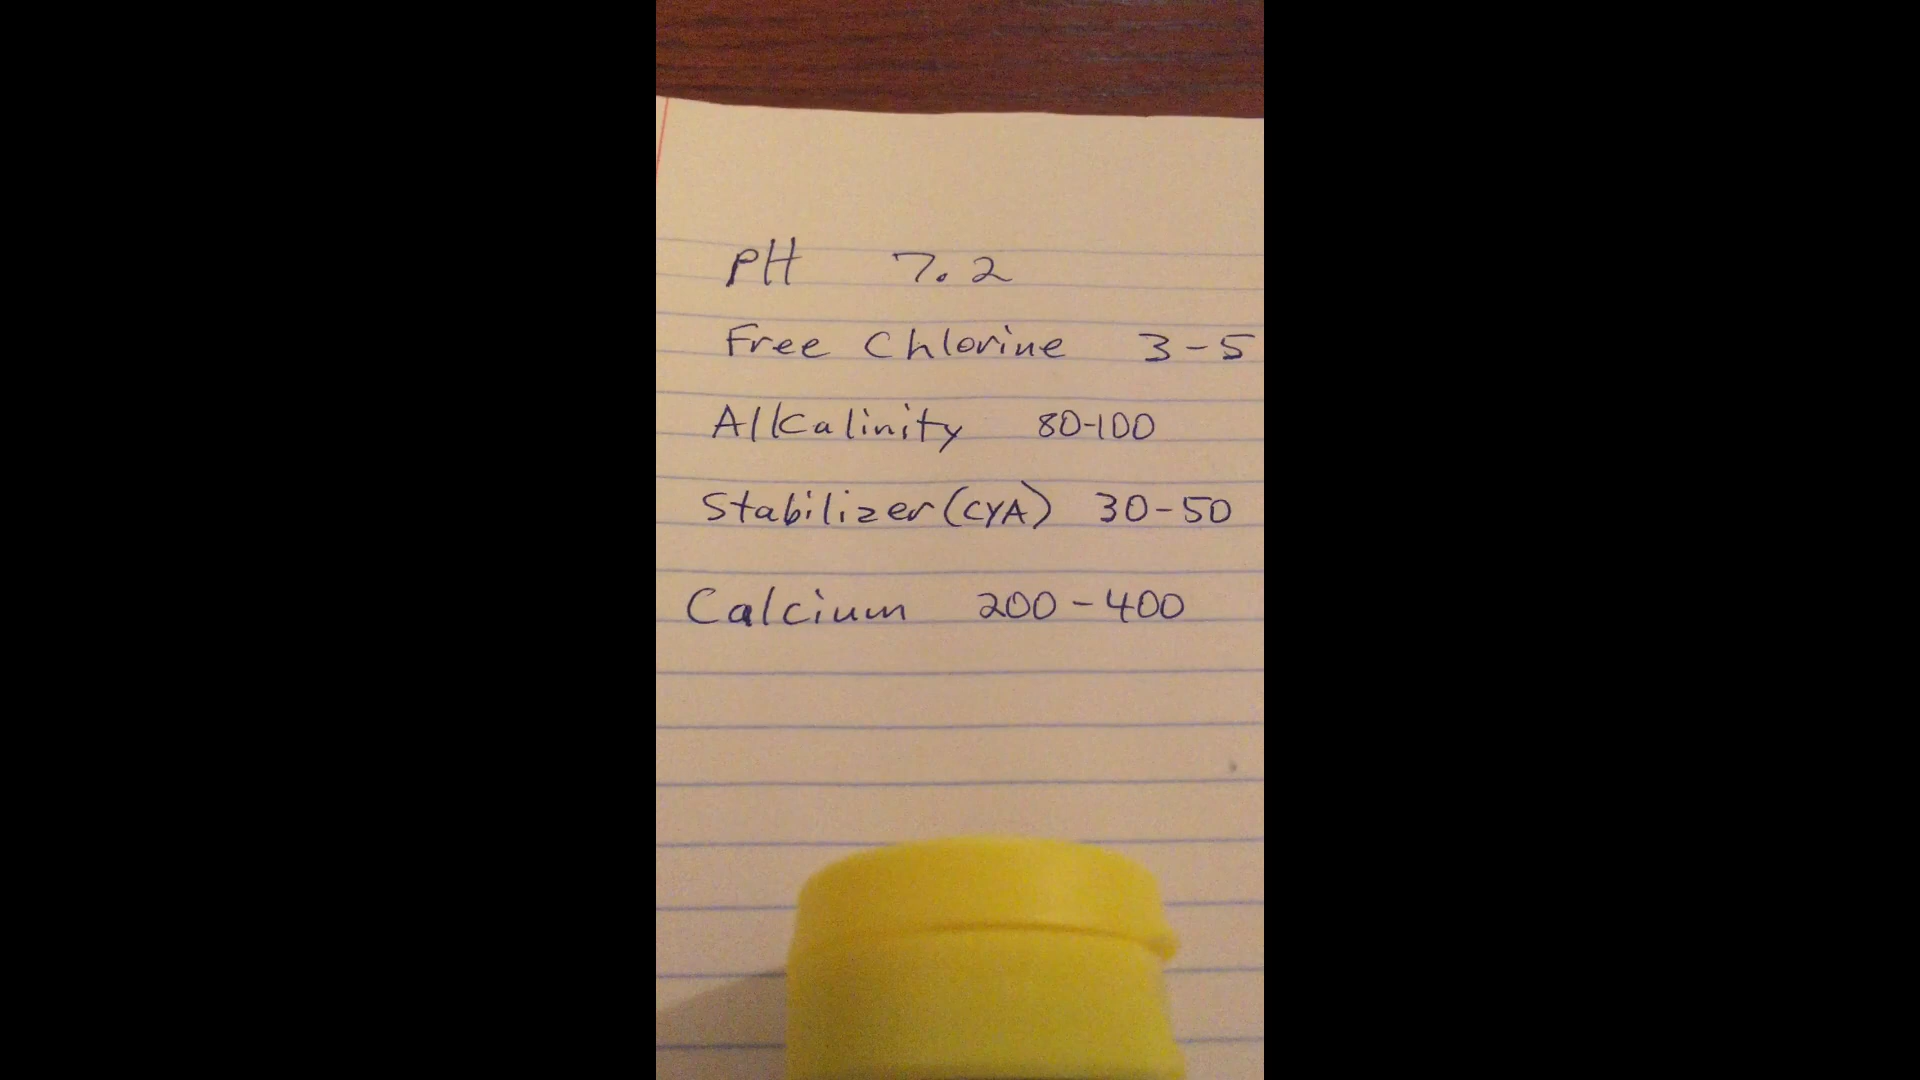 pH 7.2
Free Chlorine 3-5
Alkalinity 80-100
Stabilizer (CYA) 30-50
Calcium 200-400